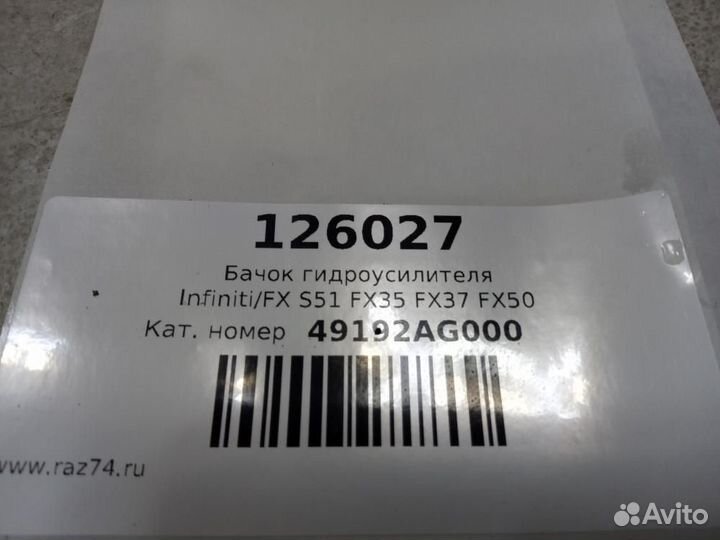 126027
Бачок гидроусилителя
Infiniti/FX S51 FX35 FX37 FX50
Кат. номер 49192AG000
www.raz74.ru
Avito